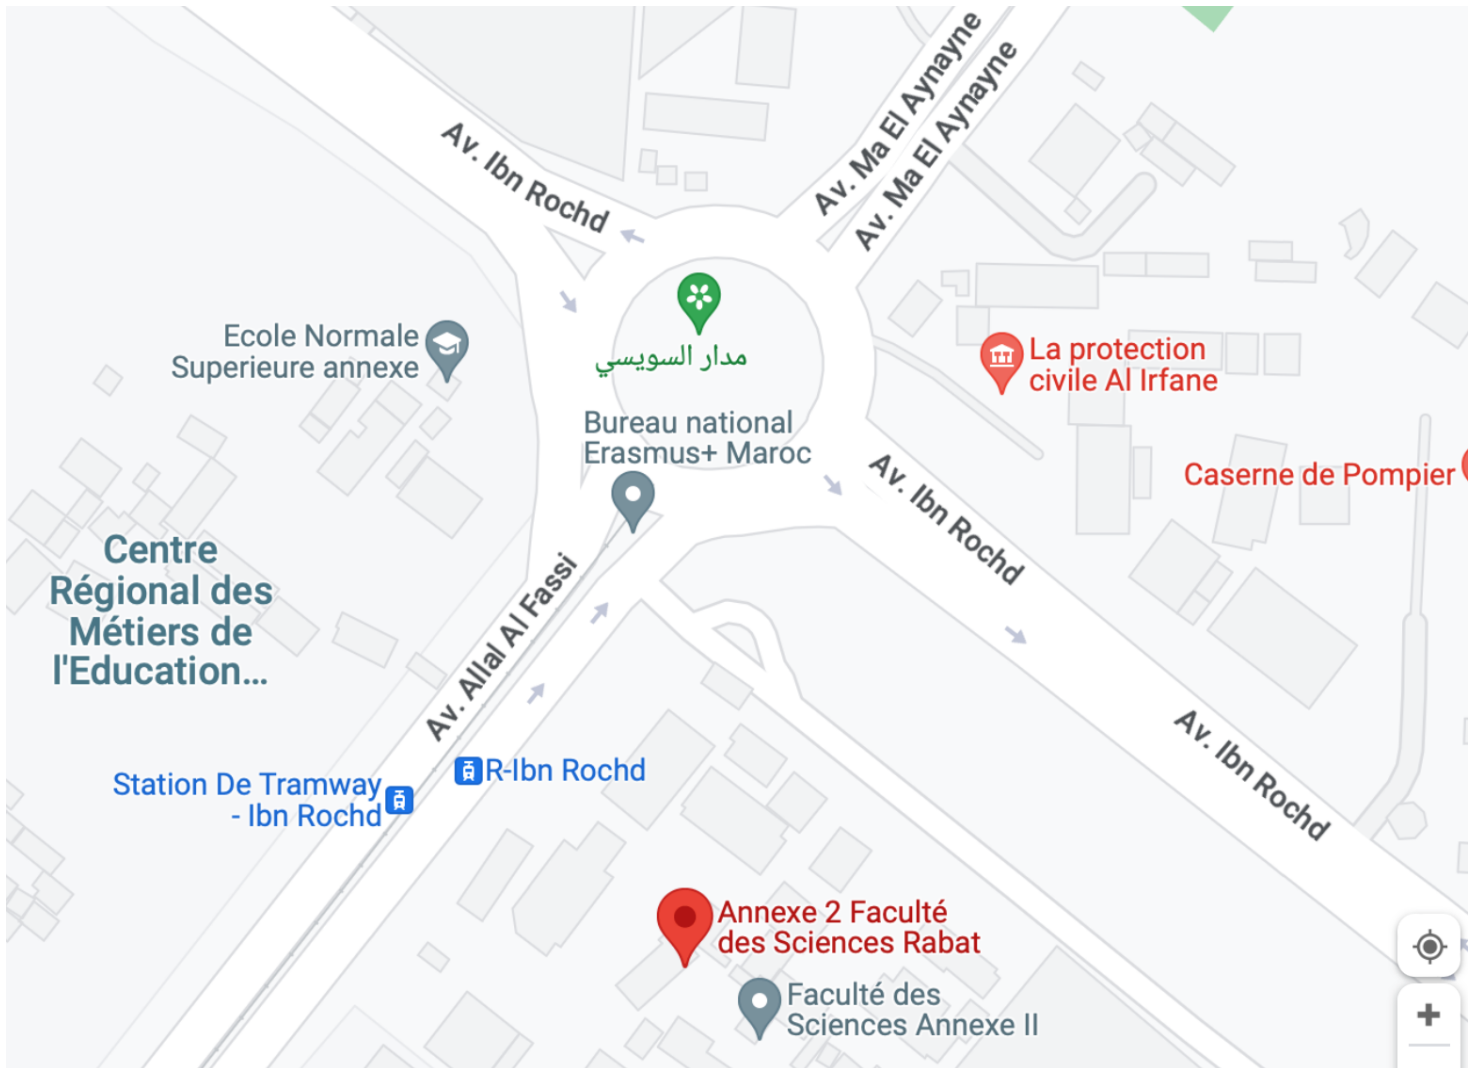 Av. Ma El Aynayne
Av. Ma El Aynayne
Av. Ibn Rochd
مدار السويسي
Ecole Normale
Superieure annexe
La protection
civile Al Irfane
Bureau national
Erasmus+ Maroc
Av. Ibn Rochd
Caserne de Pompier
Centre
Régional des
Métiers de
l'Education...
Av. Allal Al Fassi
Av. Ibn Rochd
R-Ibn Rochd
Station De Tramway
- Ibn Rochd
Annexe 2 Faculté
des Sciences Rabat
Faculté des
Sciences Annexe II